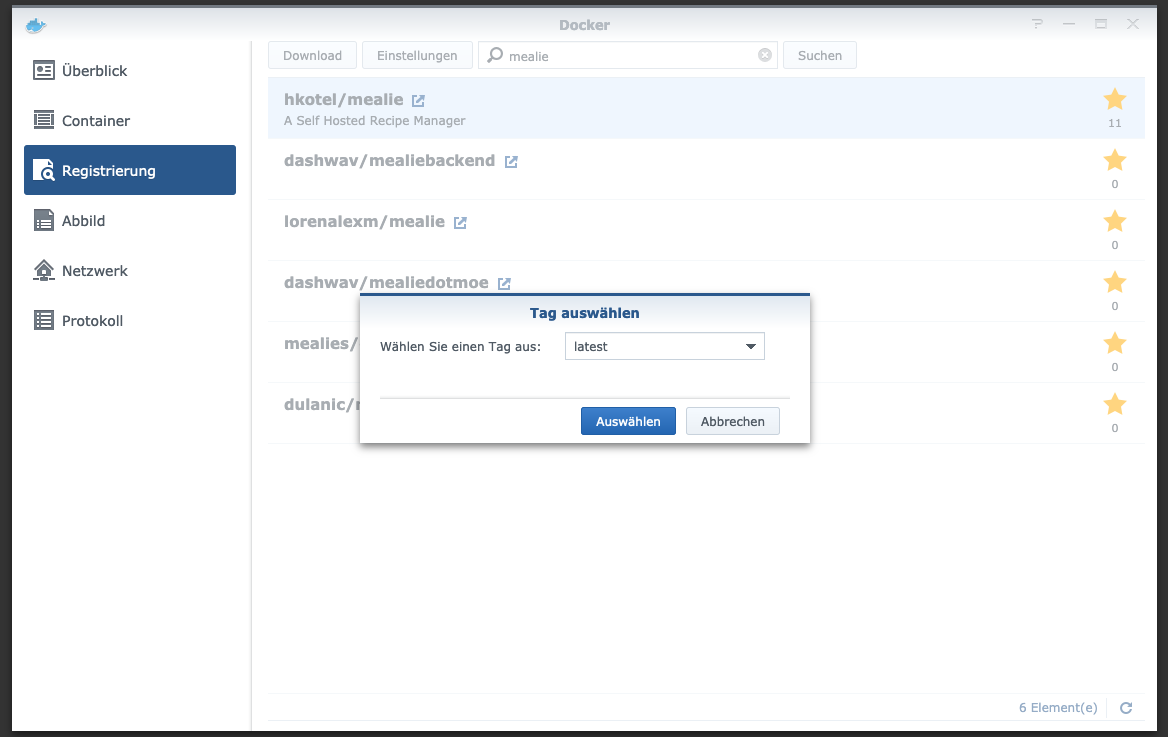 Docker
Überblick
Container
Registrierung
Abbild
Netzwerk
Protokoll
Download Einstellungen mealie Suchen
hkotel/mealie
A Self Hosted Recipe Manager
11
dashwav/mealiebackend
0
lorenalexm/mealie
0
dashwav/mealiedotmoe
0
mealies/
0
dulanic/
0
Tag auswählen
Wählen Sie einen Tag aus: latest
Auswählen Abbrechen
6 Element(e)